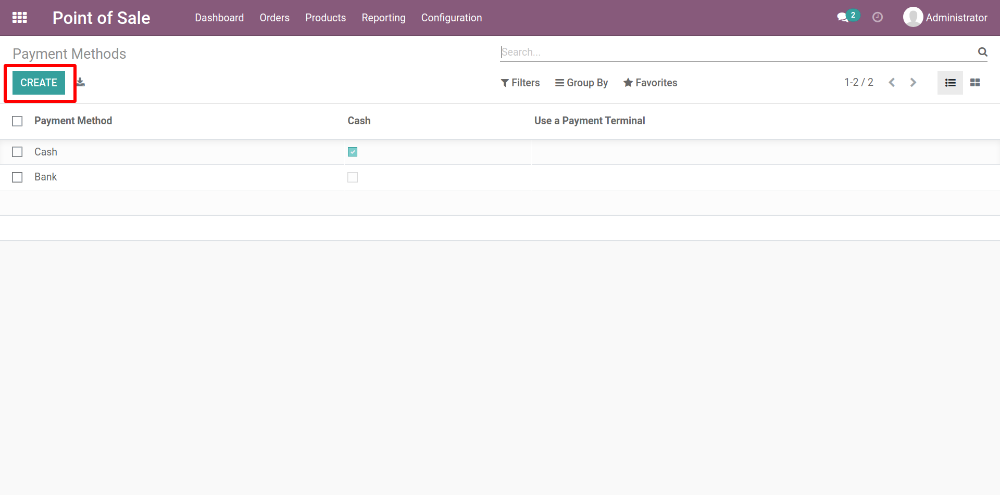 Point of Sale Dashboard Orders Products Reporting Configuration 2 Administrator
Payment Methods Search...
CREATE Filters Group By Favorites 1-2 / 2
Payment Method Cash Use a Payment Terminal
Cash
Bank